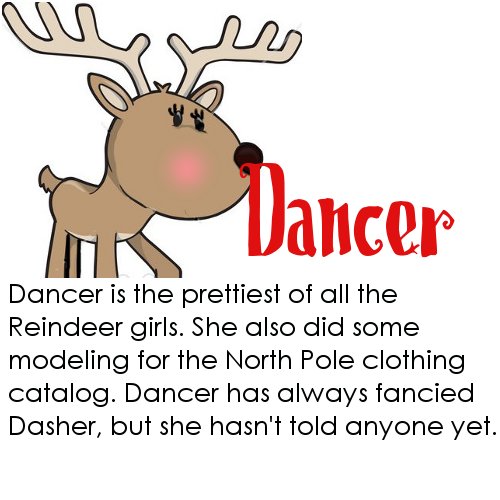 Dancer
Dancer is the prettiest of all the
Reindeer girls. She also did some
modeling for the North Pole clothing
catalog. Dancer has always fancied
Dasher, but she hasn't told anyone yet.